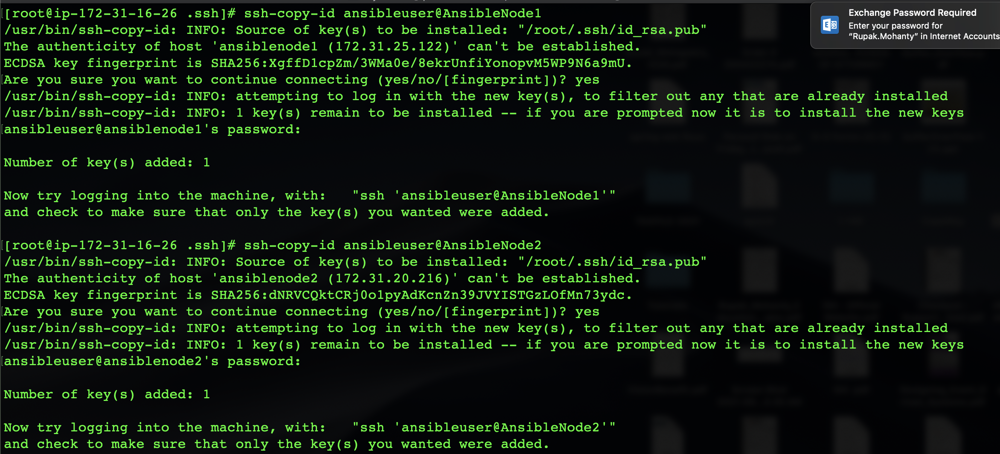 [root@ip-172-31-16-26 .ssh]# ssh-copy-id ansibleuser@AnsibleNode1
/usr/bin/ssh-copy-id: INFO: Source of key(s) to be installed: "/root/.ssh/id_rsa.pub"
The authenticity of host 'ansiblenode1 (172.31.25.122)' can't be established.
ECDSA key fingerprint is SHA256:XgffD1cpZm/3WMa0e/8ekrUnfiYonopvM5WP9N6a9mU.
Are you sure you want to continue connecting (yes/no/[fingerprint])? yes
/usr/bin/ssh-copy-id: INFO: attempting to log in with the new key(s), to filter out any that are already installed
/usr/bin/ssh-copy-id: INFO: 1 key(s) remain to be installed -- if you are prompted now it is to install the new keys
ansibleuser@ansiblenode1's password:
Number of key(s) added: 1
Now try logging into the machine, with:   "ssh 'ansibleuser@AnsibleNode1'"
and check to make sure that only the key(s) you wanted were added.
[root@ip-172-31-16-26 .ssh]# ssh-copy-id ansibleuser@AnsibleNode2
/usr/bin/ssh-copy-id: INFO: Source of key(s) to be installed: "/root/.ssh/id_rsa.pub"
The authenticity of host 'ansiblenode2 (172.31.20.216)' can't be established.
ECDSA key fingerprint is SHA256:dNRVCQktCRj0o1pyAdKcnZn39JVYISTGzLOfMn73ydc.
Are you sure you want to continue connecting (yes/no/[fingerprint])? yes
/usr/bin/ssh-copy-id: INFO: attempting to log in with the new key(s), to filter out any that are already installed
/usr/bin/ssh-copy-id: INFO: 1 key(s) remain to be installed -- if you are prompted now it is to install the new keys
ansibleuser@ansiblenode2's password:
Number of key(s) added: 1
Now try logging into the machine, with:   "ssh 'ansibleuser@AnsibleNode2'"
and check to make sure that only the key(s) you wanted were added.
Exchange Password Required
Enter your password for
“Rupak.Mohanty” in Internet Accounts